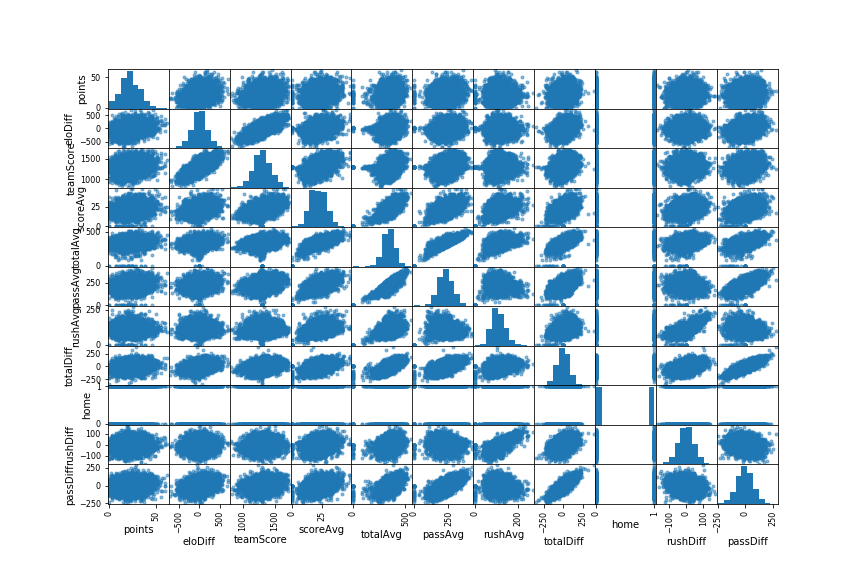 points
50
0
eloDiff
500
0
−500
teamScore
1500
1000
scoreAvg
25
0
totalAvg
500
0
passAvg
250
0
rushAvg
250
0
totalDiff
250
0
−250
home
1
0
rushDiff
100
0
−100
passDiff
250
0
−250
0 50
points
−500 0 500
eloDiff
1000 1500
teamScore
0 25
scoreAvg
0 500
totalAvg
0 250
passAvg
0 200
rushAvg
−250 0 250
totalDiff
0 1
home
−100 0 100
rushDiff
−250 0 250
passDiff